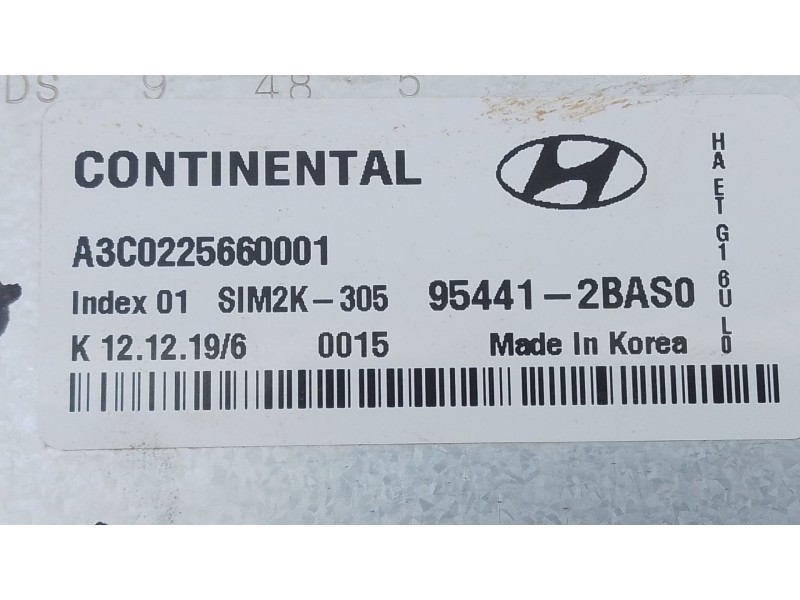 DS 9 48 5
CONTINENTAL
A3C0225660001
Index 01 SIM2K-305 95441-2BAS0
K 12.12.19/6 0015 Made In Korea
HA ET G1 6U L0